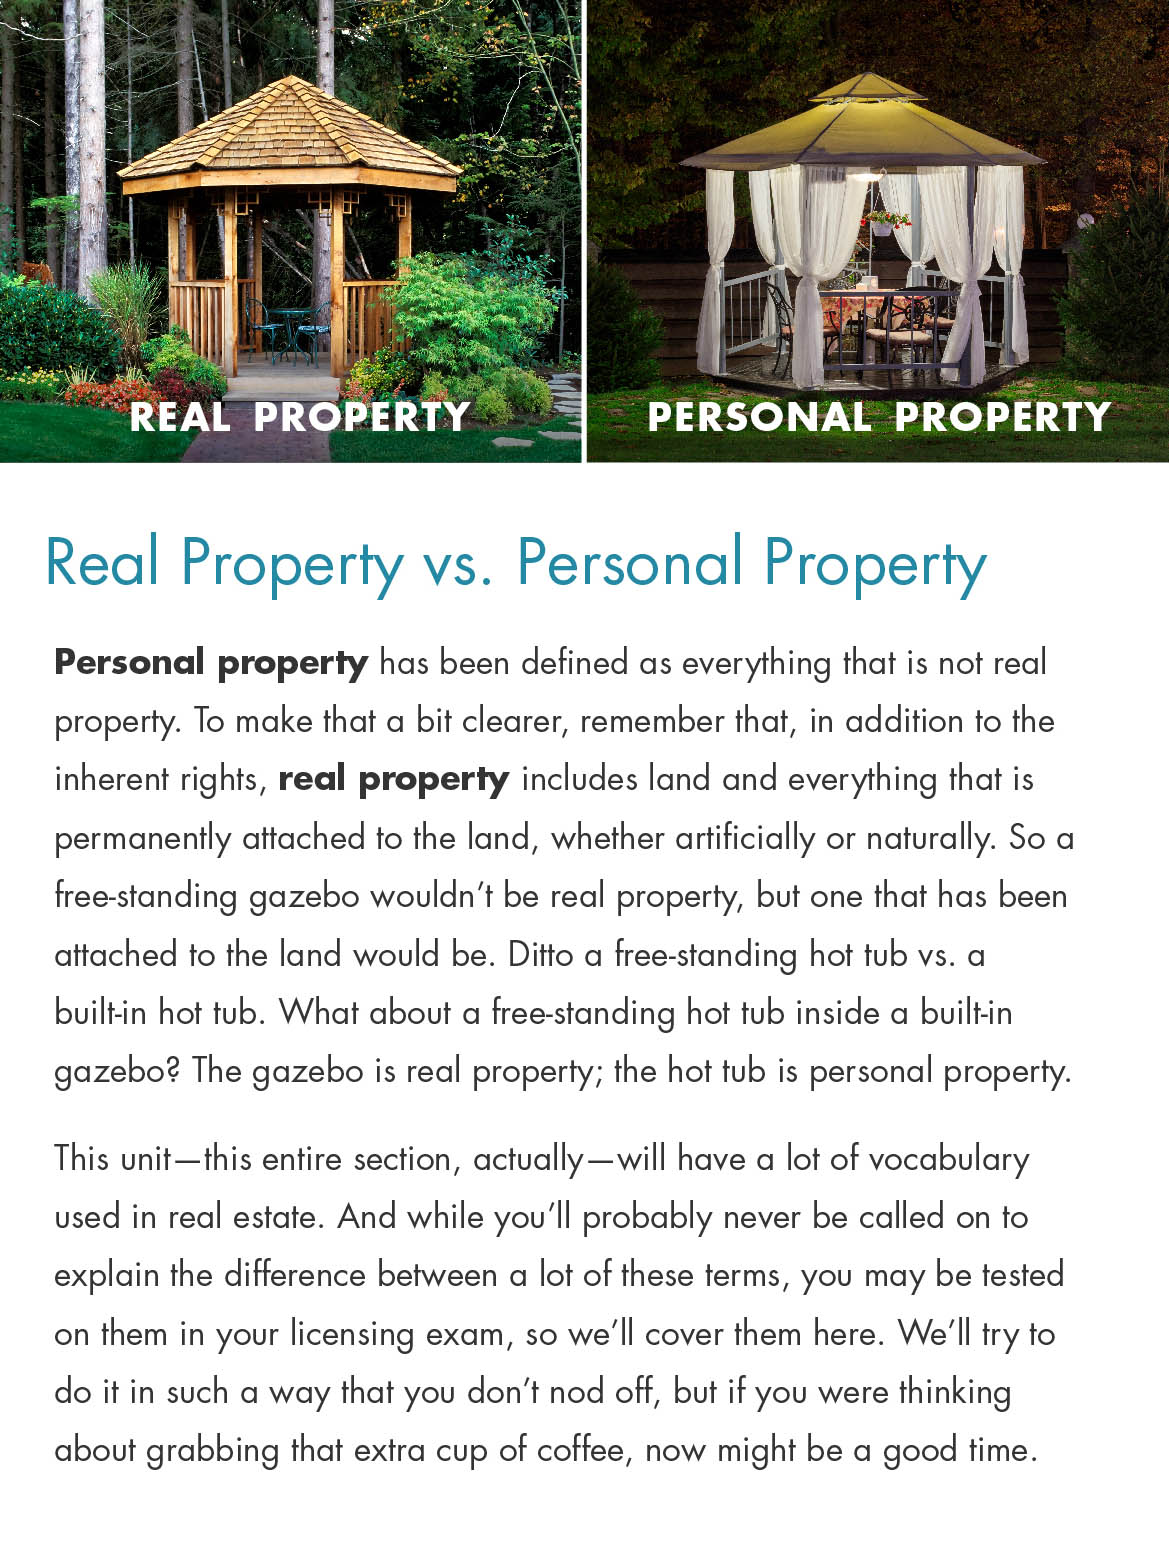 REAL PROPERTY
PERSONAL PROPERTY
Real Property vs. Personal Property
Personal property has been defined as everything that is not real
property. To make that a bit clearer, remember that, in addition to the
inherent rights, real property includes land and everything that is
permanently attached to the land, whether artificially or naturally. So a
free-standing gazebo wouldn’t be real property, but one that has been
attached to the land would be. Ditto a free-standing hot tub vs. a
built-in hot tub. What about a free-standing hot tub inside a built-in
gazebo? The gazebo is real property; the hot tub is personal property.
This unit—this entire section, actually—will have a lot of vocabulary
used in real estate. And while you’ll probably never be called on to
explain the difference between a lot of these terms, you may be tested
on them in your licensing exam, so we’ll cover them here. We’ll try to
do it in such a way that you don’t nod off, but if you were thinking
about grabbing that extra cup of coffee, now might be a good time.